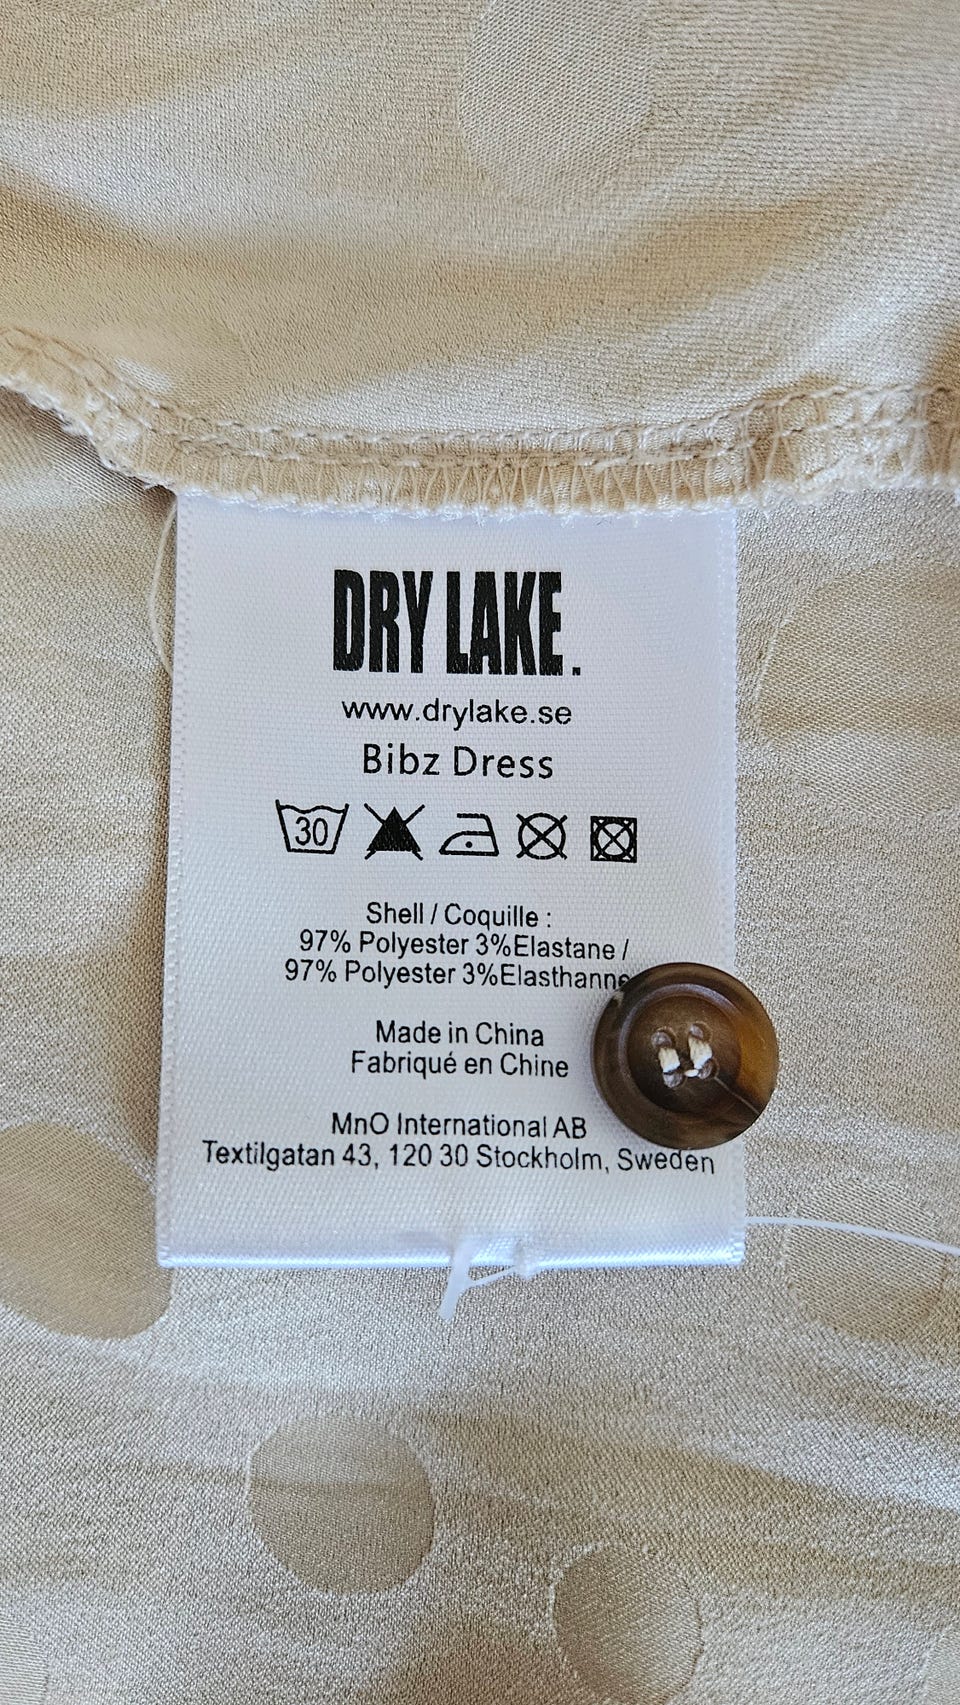 DRY LAKE.
www.drylake.se
Bibz Dress
30
Shell / Coquille :
97% Polyester 3%Elastane /
97% Polyester 3%Elasthanne
Made in China
Fabriqué en Chine
MnO International AB
Textilgatan 43, 120 30 Stockholm, Sweden